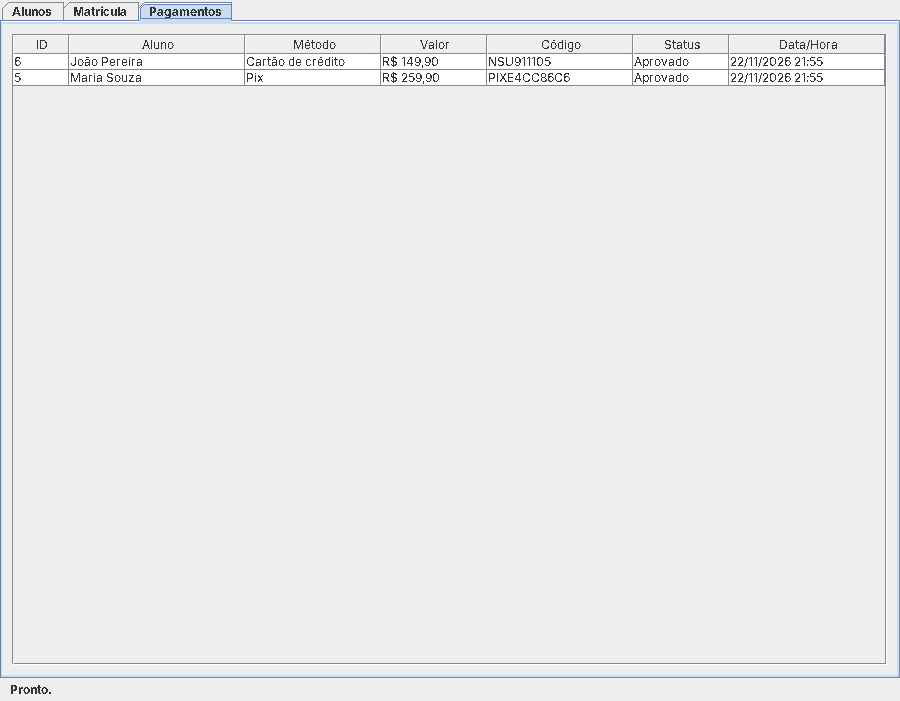 Alunos Matrícula Pagamentos
ID Aluno Método Valor Código Status Data/Hora
6 João Pereira Cartão de crédito R$ 149,90 NSU911105 Aprovado 22/11/2026 21:55
5 Maria Souza Pix R$ 259,90 PIXE4CC86C6 Aprovado 22/11/2026 21:55
Pronto.